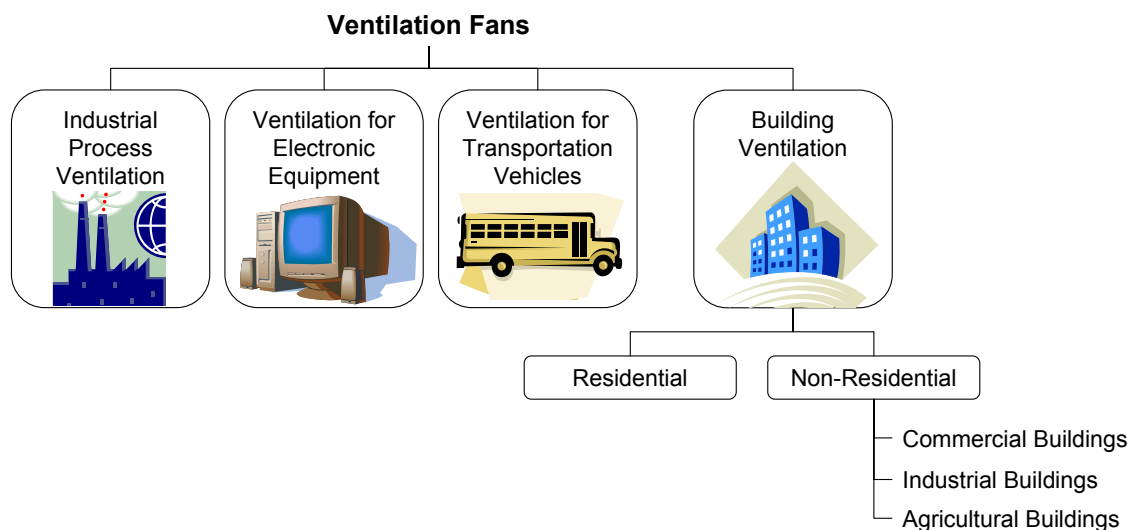 Ventilation Fans
Industrial
Process
Ventilation
Ventilation for
Electronic
Equipment
Ventilation for
Transportation
Vehicles
Building
Ventilation
Residential
Non-Residential
Commercial Buildings
Industrial Buildings
Agricultural Buildings